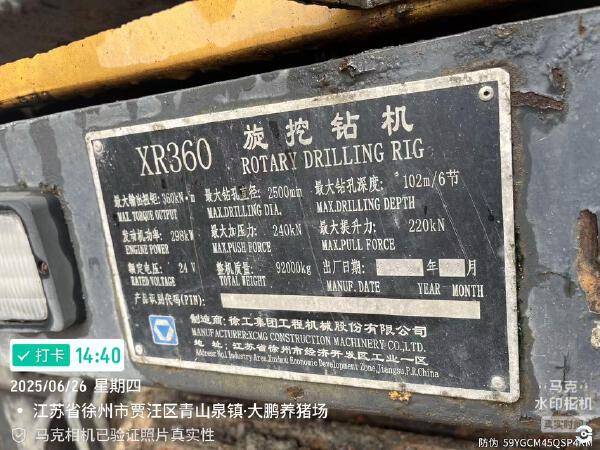 XR360 旋挖钻机
ROTARY DRILLING RIG
最大输出扭矩: 360kN·m 最大钻孔直径: 2500mm 最大钻孔深度: 102m/6节
MAX. TORQUE OUTPUT MAX.DRILLING DIA. MAX.DRILLING DEPTH
发动机功率: 298kW 最大加压力: 240kN 最大提升力: 220kN
ENGINE POWER MAX.PUSH FORCE MAX.PULL FORCE
额定电压: 24V 整机质量: 92000kg 出厂日期: 年 月
RATED VOLTAGE TOTAL WEIGHT MANUF. DATE YEAR MONTH
产品识别代码(PIN):
制造商: 徐工集团工程机械股份有限公司
MANUFACTURER:XCMG CONSTRUCTION MACHINERY CO.,LTD.
地 址: 江苏省徐州市经济开发区工业一区
Address:No.1 Industry Area,Xuzhou Economic Development Zone,Jiangsu,P.R.China
打卡 14:40
2025/06/26 星期四
江苏省徐州市贾汪区青山泉镇·大鹏养猪场
马克相机已验证照片真实性
马克
水印相机
真实时间
防伪 59YGCM45QSP4XM